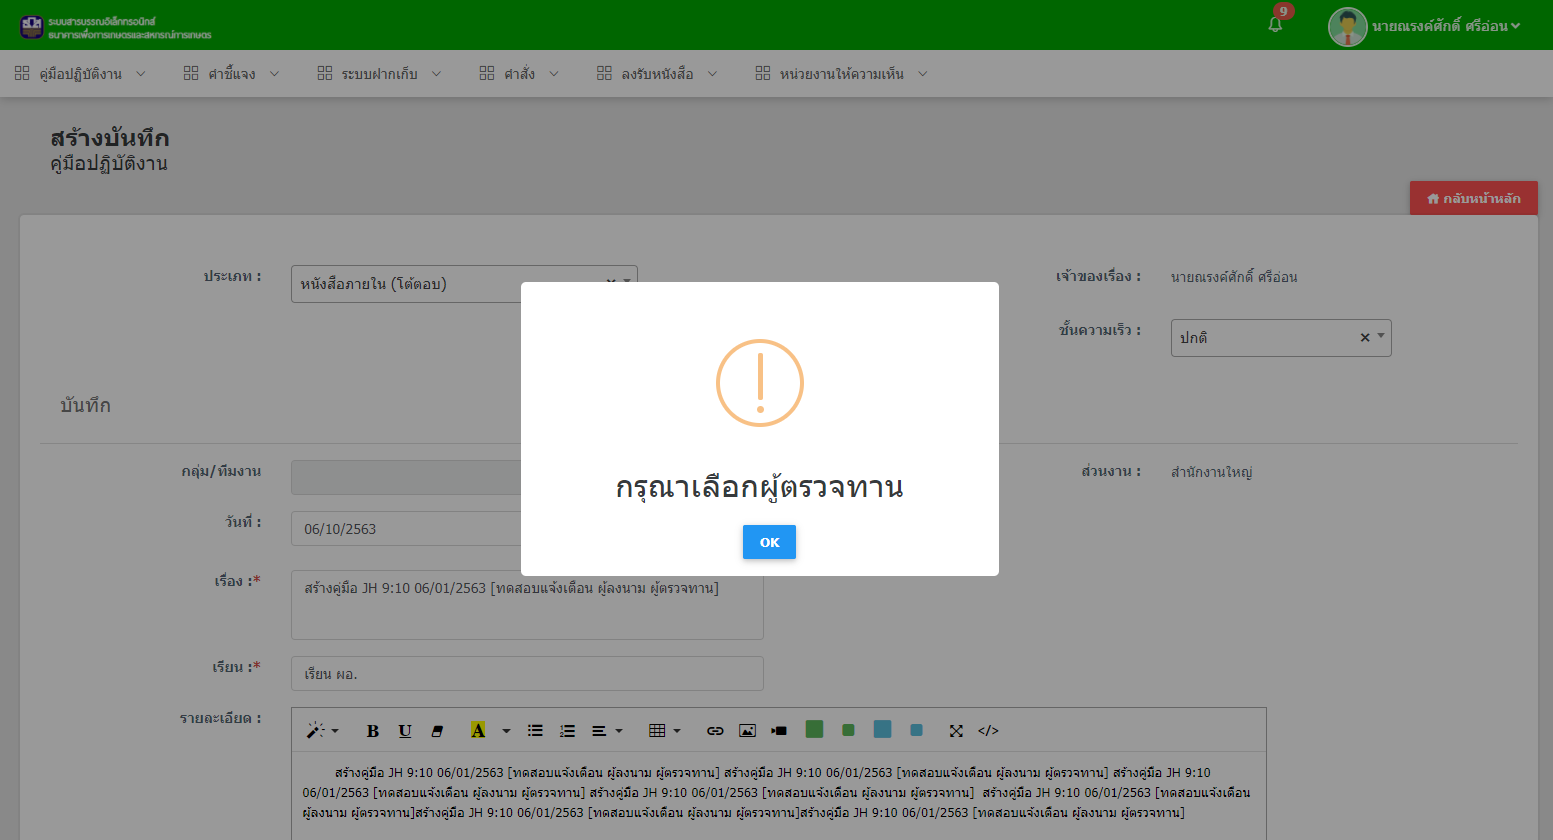 ระบบสารบรรณอิเล็กทรอนิกส์
ธนาคารเพื่อการเกษตรและสหกรณ์การเกษตร
9
นายณรงค์ศักดิ์ ศรีอ่อน
คู่มือปฏิบัติงาน
คำชี้แจง
ระบบฝากเก็บ
คำสั่ง
ลงรับหนังสือ
หน่วยงานให้ความเห็น
สร้างบันทึก
คู่มือปฏิบัติงาน
กลับหน้าหลัก
ประเภท :
หนังสือภายใน (โต้ตอบ)
เจ้าของเรื่อง :
นายณรงค์ศักดิ์ ศรีอ่อน
ชั้นความเร็ว :
ปกติ
บันทึก
กรุณาเลือกผู้ตรวจทาน
OK
กลุ่ม/ทีมงาน
ส่วนงาน :
สำนักงานใหญ่
วันที่ :
06/10/2563
เรื่อง :*
สร้างคู่มือ JH 9:10 06/01/2563 [ทดสอบแจ้งเตือน ผู้ลงนาม ผู้ตรวจทาน]
เรียน :*
เรียน ผอ.
รายละเอียด :
B U A </>
สร้างคู่มือ JH 9:10 06/01/2563 [ทดสอบแจ้งเตือน ผู้ลงนาม ผู้ตรวจทาน] สร้างคู่มือ JH 9:10 06/01/2563 [ทดสอบแจ้งเตือน ผู้ลงนาม ผู้ตรวจทาน] สร้างคู่มือ JH 9:10
06/01/2563 [ทดสอบแจ้งเตือน ผู้ลงนาม ผู้ตรวจทาน] สร้างคู่มือ JH 9:10 06/01/2563 [ทดสอบแจ้งเตือน ผู้ลงนาม ผู้ตรวจทาน]  สร้างคู่มือ JH 9:10 06/01/2563 [ทดสอบแจ้งเตือน
ผู้ลงนาม ผู้ตรวจทาน]สร้างคู่มือ JH 9:10 06/01/2563 [ทดสอบแจ้งเตือน ผู้ลงนาม ผู้ตรวจทาน]สร้างคู่มือ JH 9:10 06/01/2563 [ทดสอบแจ้งเตือน ผู้ลงนาม ผู้ตรวจทาน]